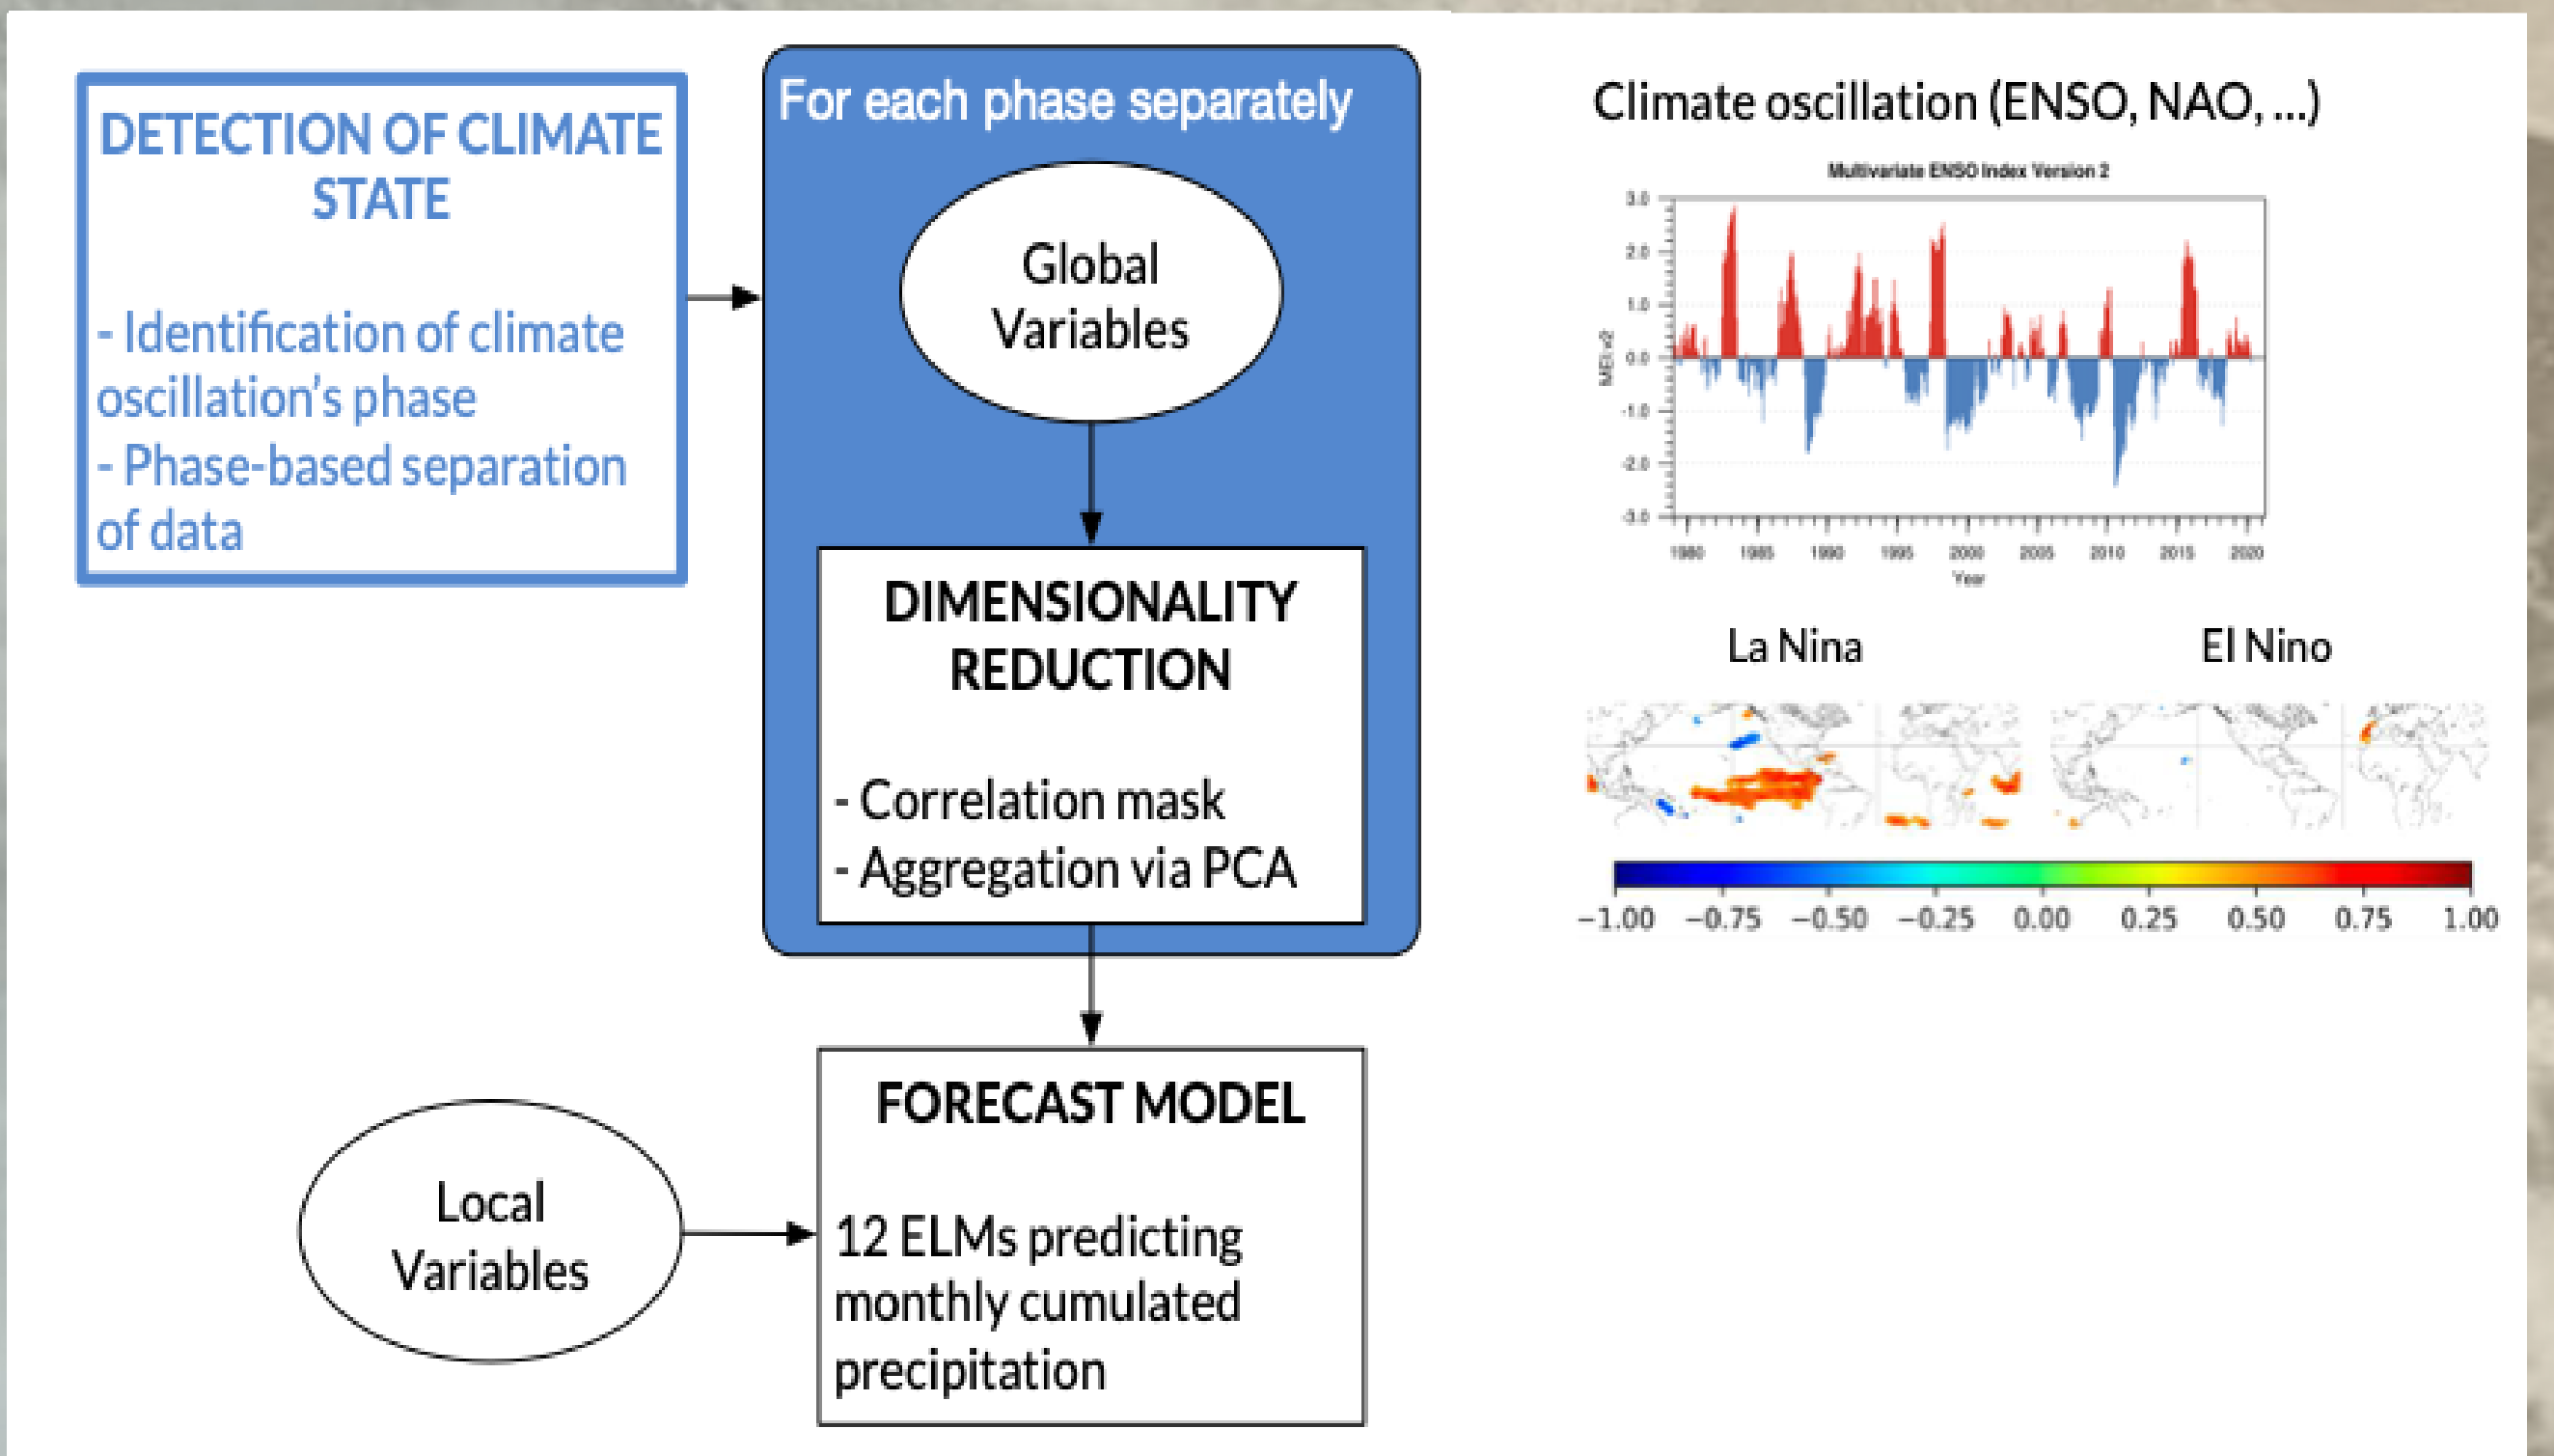 DETECTION OF CLIMATE
STATE
- Identification of climate
oscillation's phase
- Phase-based separation
of data
For each phase separately
Global
Variables
DIMENSIONALITY
REDUCTION
- Correlation mask
- Aggregation via PCA
FORECAST MODEL
12 ELMs predicting
monthly cumulated
precipitation
Local
Variables
Climate oscillation (ENSO, NAO, ...)
Multivariate ENSO Index Version 2
3.0
2.0
1.0
0.0
-1.0
-2.0
-3.0
MEI.v2
1980 1985 1990 1995 2000 2005 2010 2015 2020
Year
La Nina El Nino
−1.00 −0.75 −0.50 −0.25 0.00 0.25 0.50 0.75 1.00